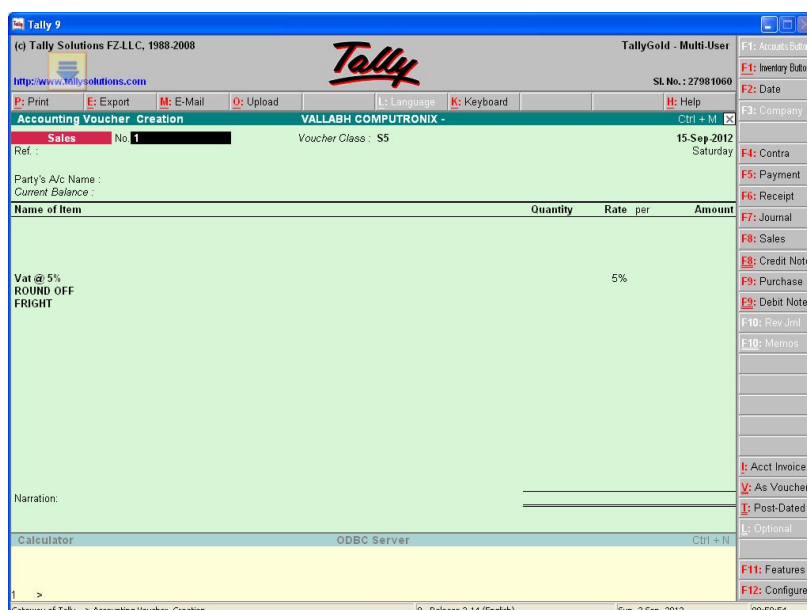 Tally 9
(c) Tally Solutions FZ-LLC, 1988-2008
Tally
TallyGold - Multi-User
http://www.tallysolutions.com
Sl. No.: 27981060
P: Print E: Export M: E-Mail O: Upload L: Language K: Keyboard H: Help
Accounting Voucher Creation VALLABH COMPUTRONIX - Ctrl + M
Sales No. 1 Voucher Class : S5 15-Sep-2012
Ref. : Saturday
Party's A/c Name :
Current Balance :
Name of Item Quantity Rate per Amount
Vat @ 5% 5%
ROUND OFF
FRIGHT
Narration:
Calculator ODBC Server Ctrl + N
1 >
F1: Accounts Butto
F1: Inventory Butto
F2: Date
F3: Company
F4: Contra
F5: Payment
F6: Receipt
F7: Journal
F8: Sales
F8: Credit Note
F9: Purchase
F9: Debit Note
F10: Rev Jrnl
F10: Memos
I: Acct Invoice
V: As Voucher
T: Post-Dated
L: Optional
F11: Features
F12: Configure